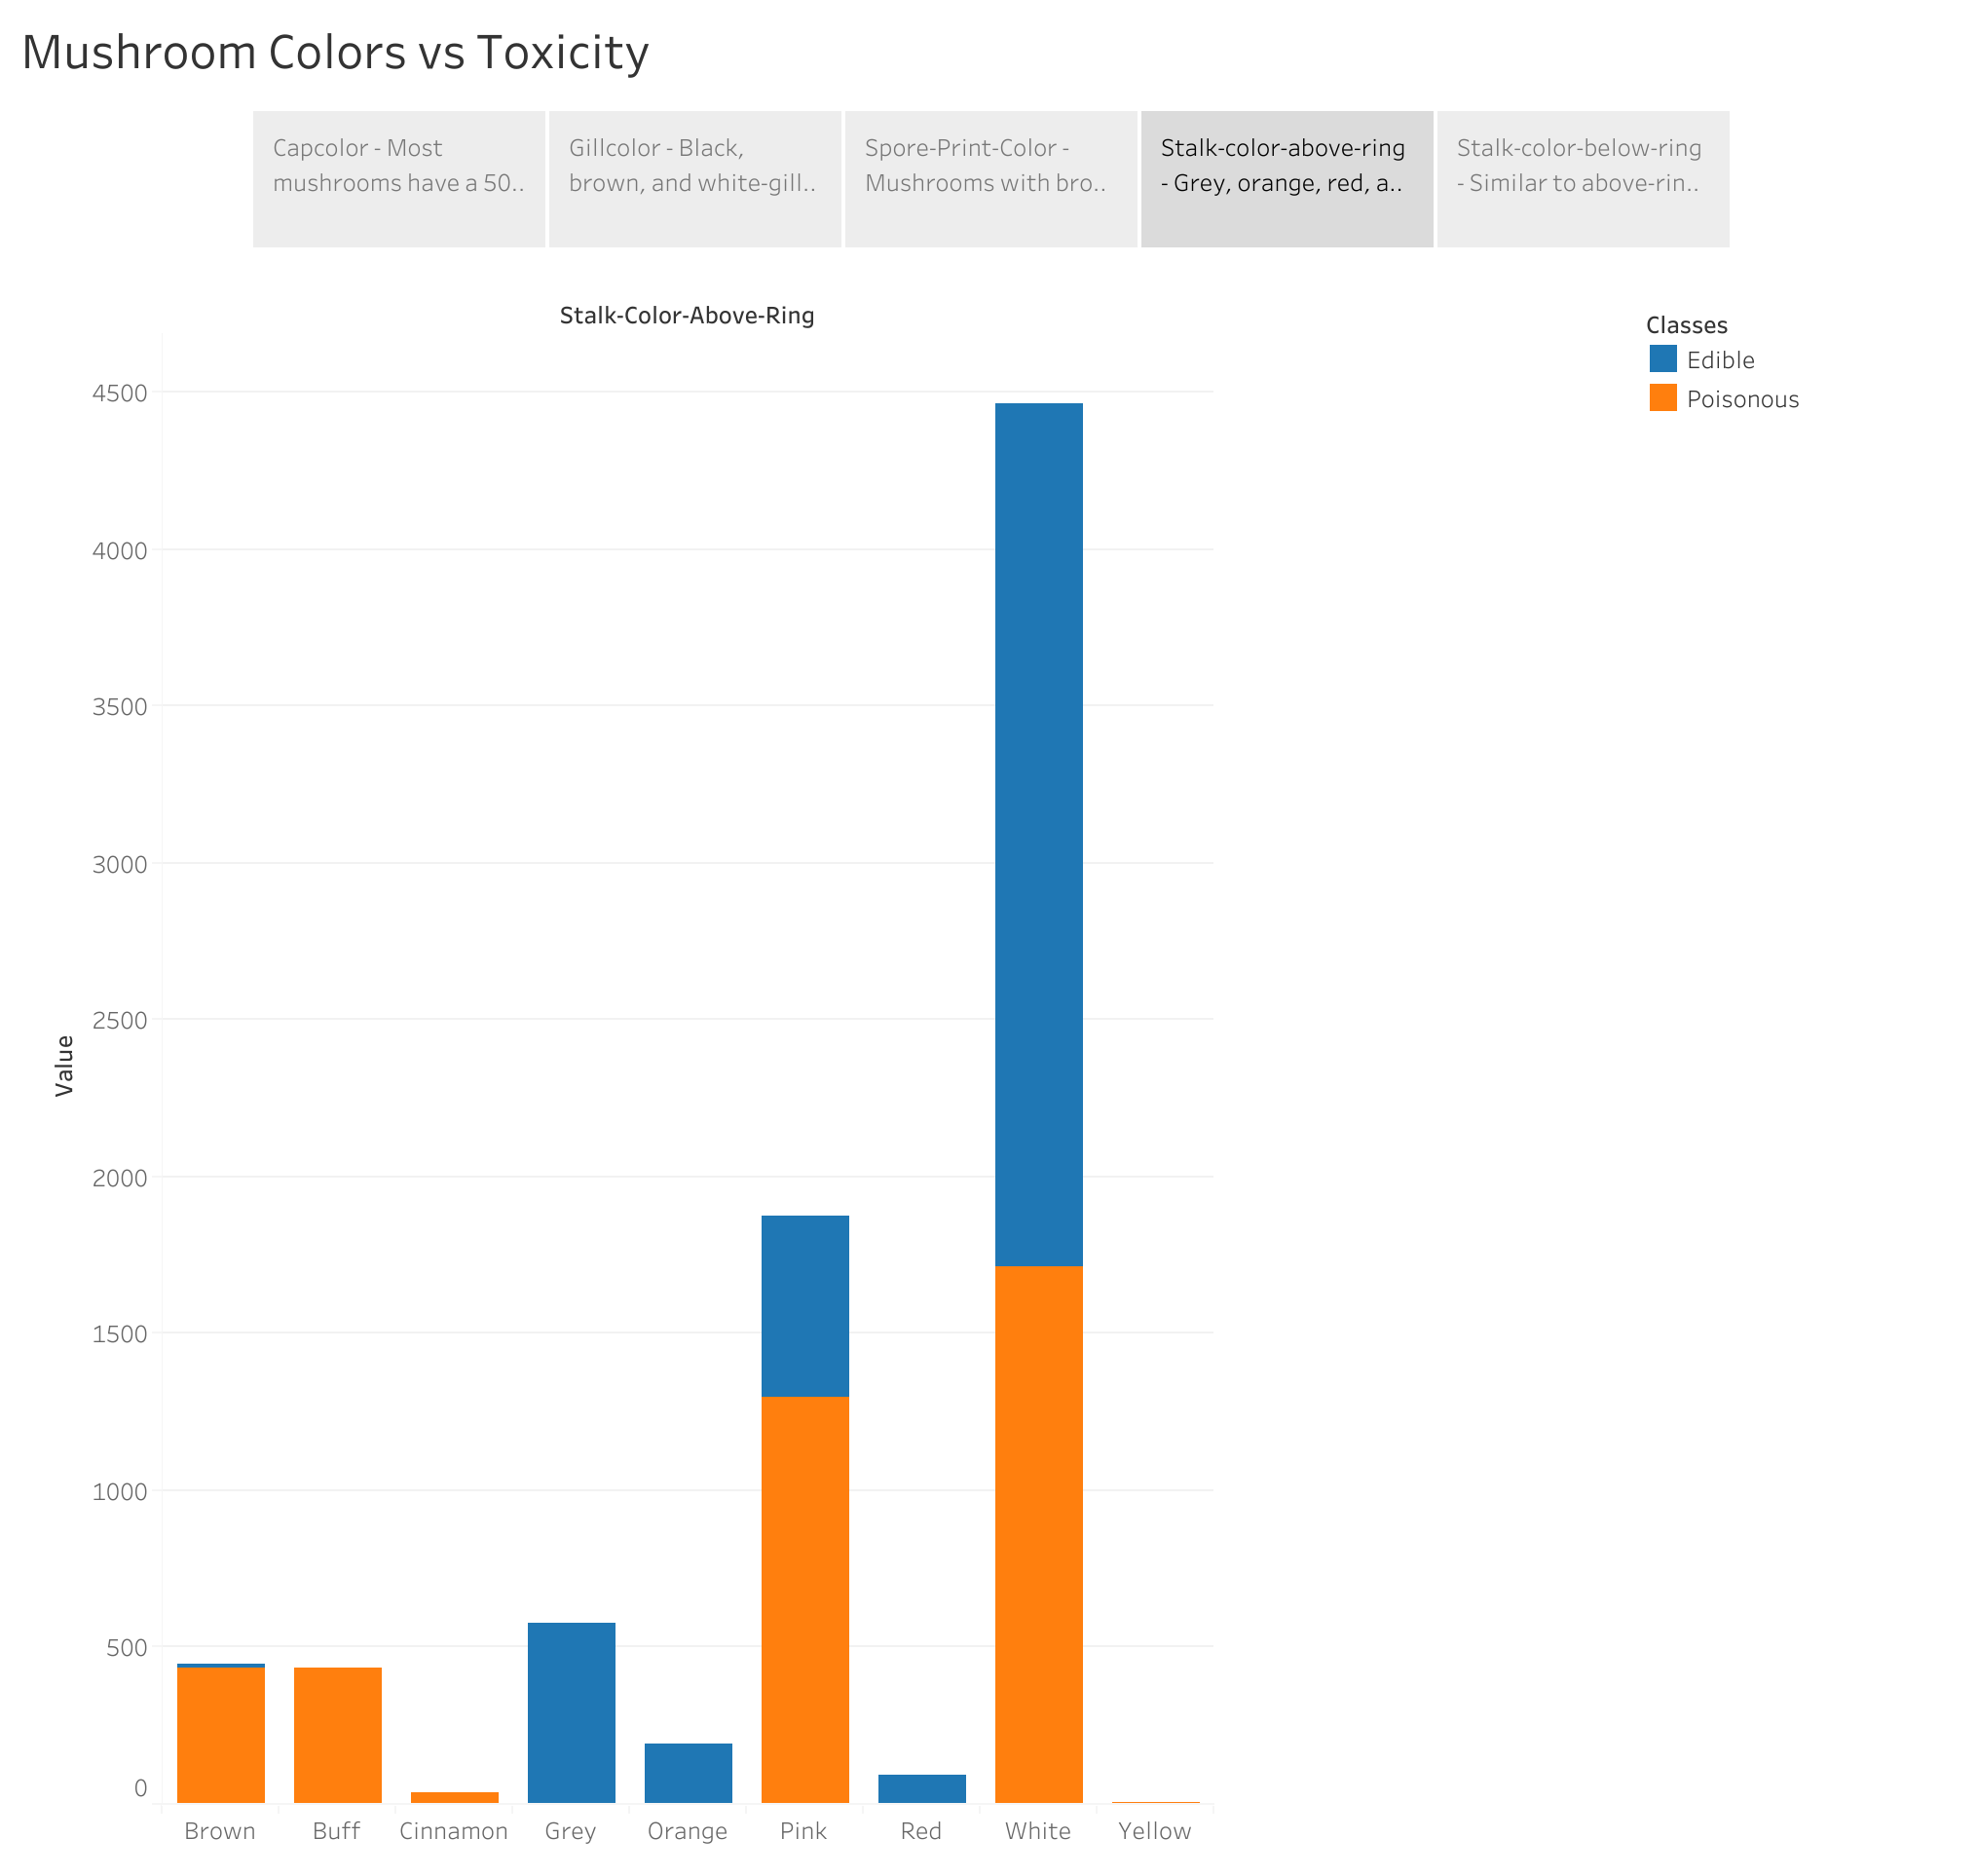 Mushroom Colors vs Toxicity
Capcolor - Most
mushrooms have a 50..
Gillcolor - Black,
brown, and white-gill..
Spore-Print-Color -
Mushrooms with bro..
Stalk-color-above-ring
- Grey, orange, red, a..
Stalk-color-below-ring
- Similar to above-rin..
Stalk-Color-Above-Ring
Classes
Edible
Poisonous
4500
4000
3500
3000
2500
2000
1500
1000
500
0
Value
Brown
Buff
Cinnamon
Grey
Orange
Pink
Red
White
Yellow